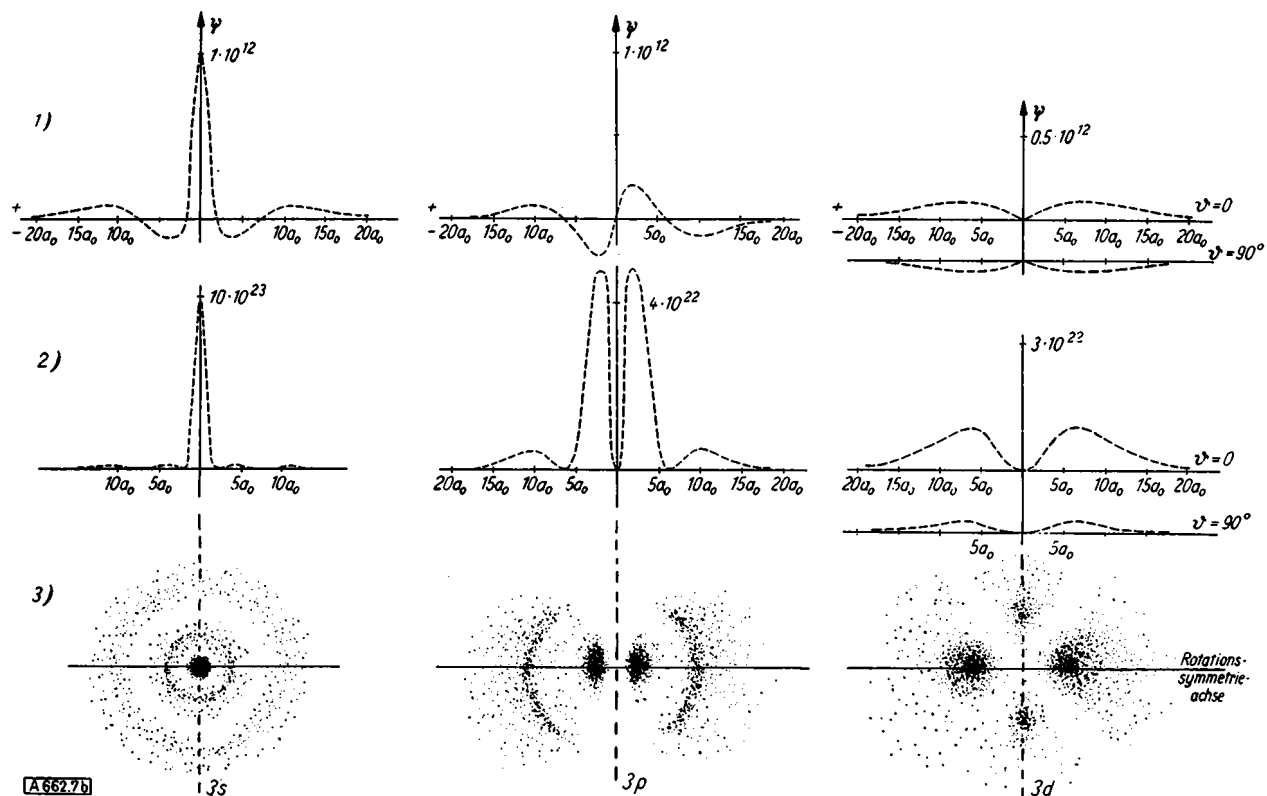 1)
ψ
1·10¹²
+
-20a₀ 15a₀ 10a₀ 5a₀ 10a₀ 15a₀ 20a₀
ψ
1·10¹²
+
-20a₀ 15a₀ 10a₀ 5a₀ 15a₀ 20a₀
ψ
0.5·10¹²
+
-20a₀ 15a₀ 10a₀ 5a₀ 5a₀ 10a₀ 15a₀ 20a₀
ϑ=0
ϑ=90°
2)
10·10²³
10a₀ 5a₀ 5a₀ 10a₀
4·10²²
20a₀ 15a₀ 10a₀ 5a₀ 5a₀ 10a₀ 15a₀ 20a₀
3·10²²
20a₀ 15a₀ 10a₀ 5a₀ 5a₀ 10a₀ 15a₀ 20a₀
ϑ=0
ϑ=90°
5a₀ 5a₀
3)
Rotations-
symmetrie-
achse
A 662.7b
3s
3p
3d